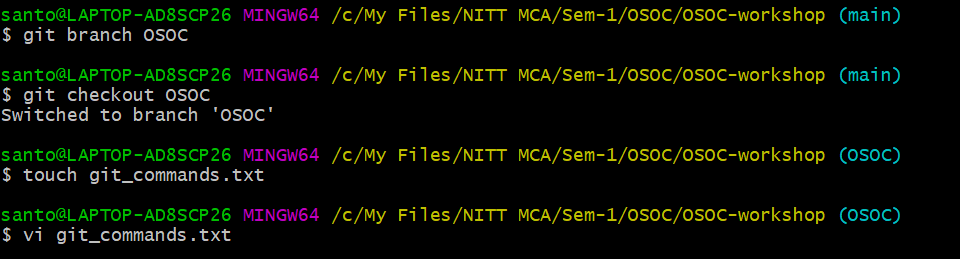 santo@LAPTOP-AD8SCP26 MINGW64 /c/My Files/NITT MCA/Sem-1/OSOC/OSOC-workshop (main)
$ git branch OSOC
santo@LAPTOP-AD8SCP26 MINGW64 /c/My Files/NITT MCA/Sem-1/OSOC/OSOC-workshop (main)
$ git checkout OSOC
Switched to branch 'OSOC'
santo@LAPTOP-AD8SCP26 MINGW64 /c/My Files/NITT MCA/Sem-1/OSOC/OSOC-workshop (OSOC)
$ touch git_commands.txt
santo@LAPTOP-AD8SCP26 MINGW64 /c/My Files/NITT MCA/Sem-1/OSOC/OSOC-workshop (OSOC)
$ vi git_commands.txt